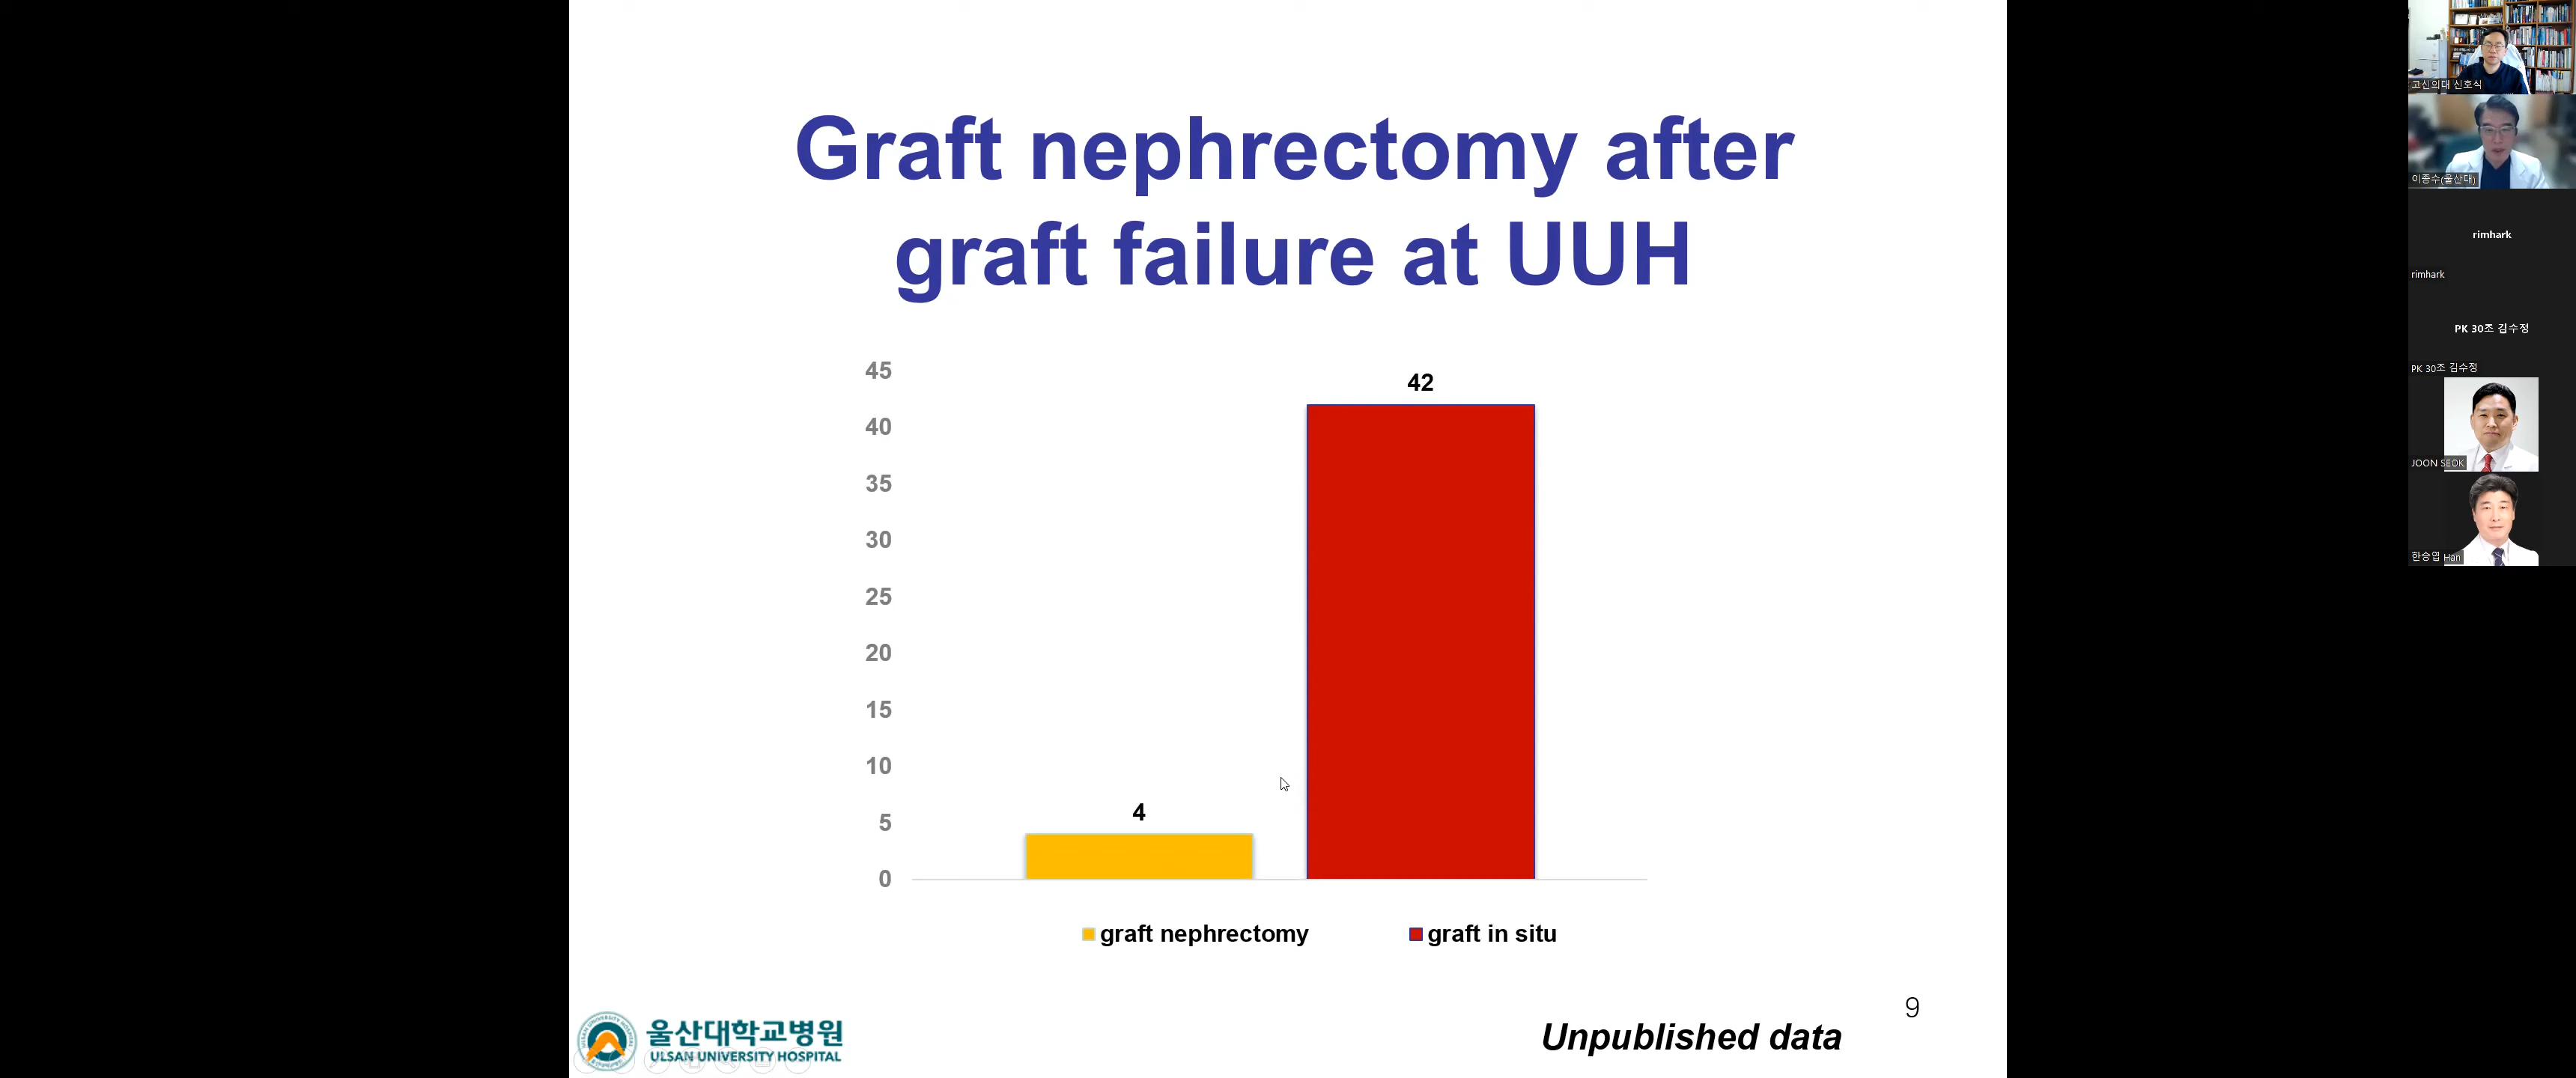 Graft nephrectomy after
graft failure at UUH
45
40
35
30
25
20
15
10
5
0
4
42
graft nephrectomy
graft in situ
울산대학교병원
ULSAN UNIVERSITY HOSPITAL
Unpublished data
9
고신의대 신호식
이종수(울산대)
rimhark
rimhark
PK 30조 김수정
PK 30조 김수정
JOON SEOK
한승엽 Han